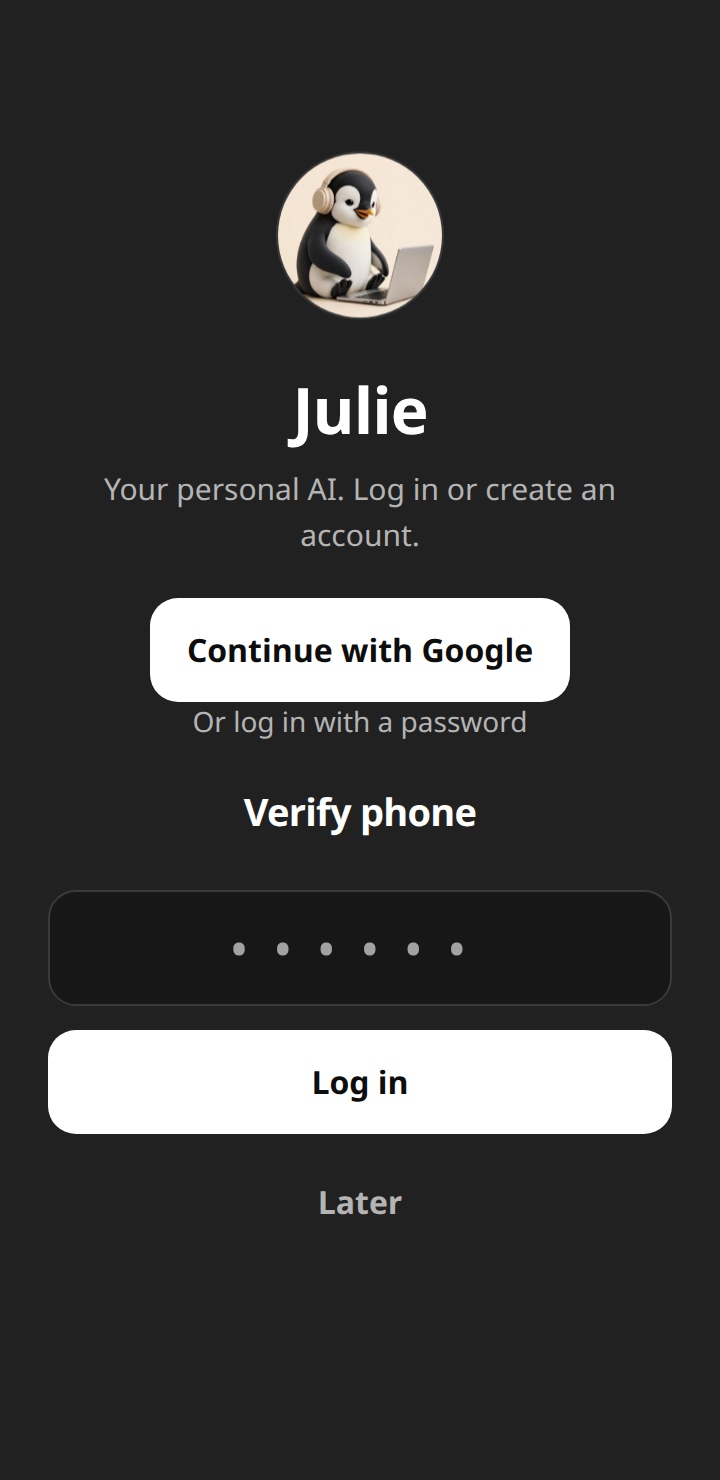 Julie
Your personal AI. Log in or create an
account.
Continue with Google
Or log in with a password
Verify phone
• • • • • •
Log in
Later